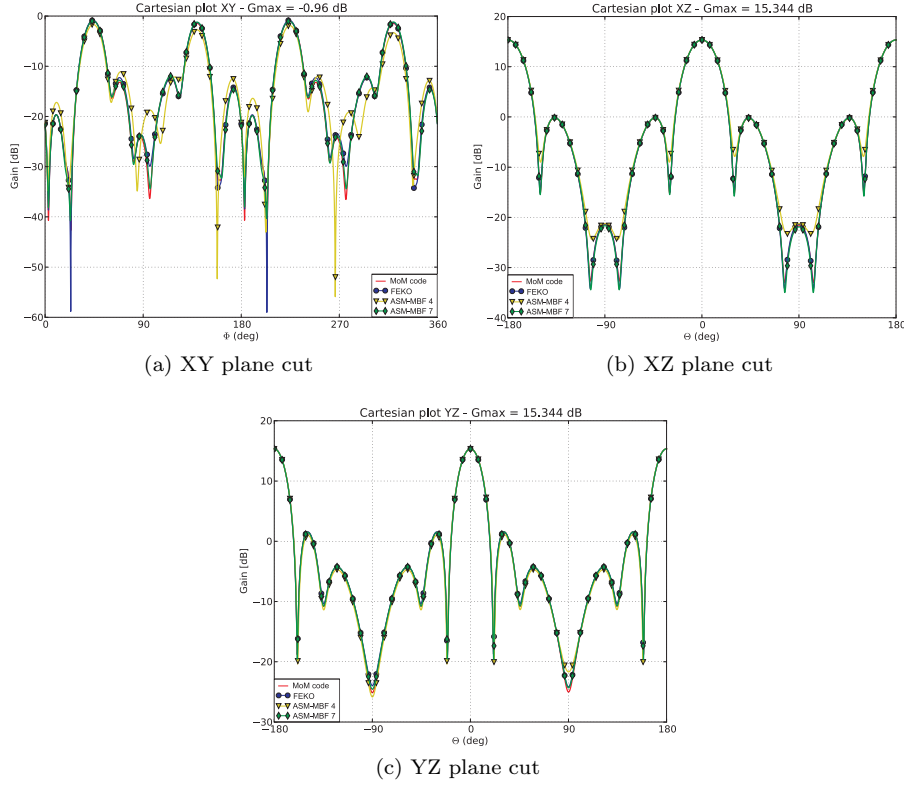 Cartesian plot XY - Gmax = -0.96 dB
0
−10
−20
−30
−40
−50
−60
Gain [dB]
MoM code
FEKO
ASM-MBF 4
ASM-MBF 7
0 90 180 270 360
Φ (deg)
(a) XY plane cut
Cartesian plot XZ - Gmax = 15.344 dB
20
10
0
−10
−20
−30
−40
Gain [dB]
MoM code
FEKO
ASM-MBF 4
ASM-MBF 7
−180 −90 0 90 180
Θ (deg)
(b) XZ plane cut
Cartesian plot YZ - Gmax = 15.344 dB
20
10
0
−10
−20
−30
Gain [dB]
MoM code
FEKO
ASM-MBF 4
ASM-MBF 7
−180 −90 0 90 180
Θ (deg)
(c) YZ plane cut